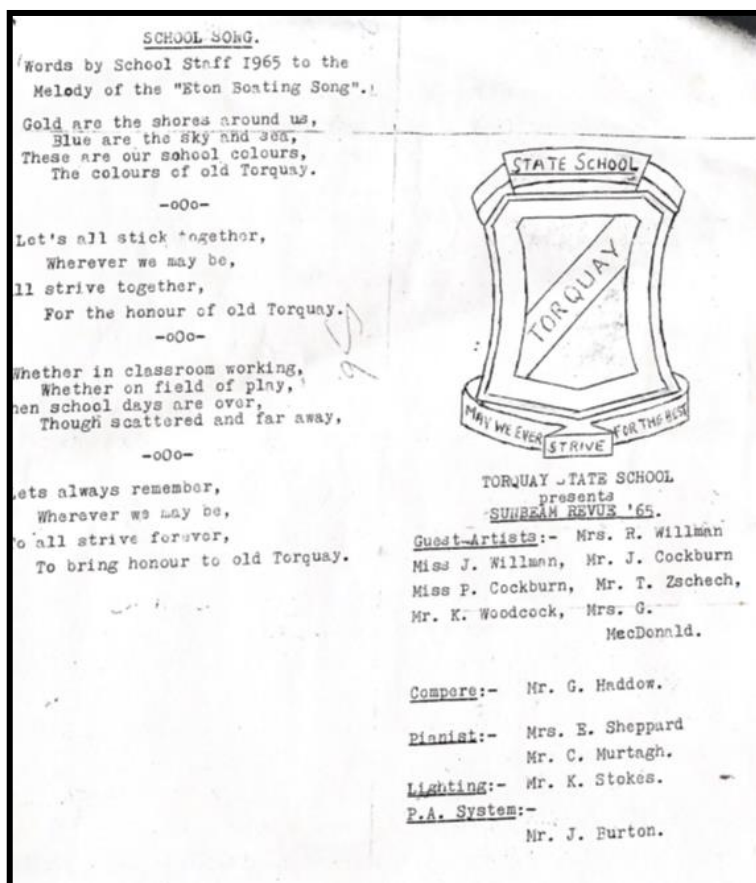 SCHOOL SONG.
Words by School Staff 1965 to the
Melody of the "Eton Boating Song".
Gold are the shores around us,
Blue are the sky and sea,
These are our school colours,
The colours of old Torquay.
-oOo-
Let's all stick together,
Wherever we may be,
ll strive together,
For the honour of old Torquay.
-oOo-
Whether in classroom working,
Whether on field of play,
hen school days are over,
Though scattered and far away,
-oOo-
ets always remember,
Wherever we may be,
To all strive forever,
To bring honour to old Torquay.
STATE SCHOOL
TORQUAY
MAY WE EVER
STRIVE
FOR THE BEST
TORQUAY STATE SCHOOL
presents
SUNBEAM REVUE '65.
Guest-Artists:- Mrs. R. Willman
Miss J. Willman, Mr. J. Cockburn
Miss P. Cockburn, Mr. T. Zschech,
Mr. K. Woodcock, Mrs. G.
MacDonald.
Compere:- Mr. G. Haddow.
Pianist:- Mrs. E. Sheppard
Mr. C. Murtagh.
Lighting:- Mr. K. Stokes.
P.A. System:-
Mr. J. Burton.